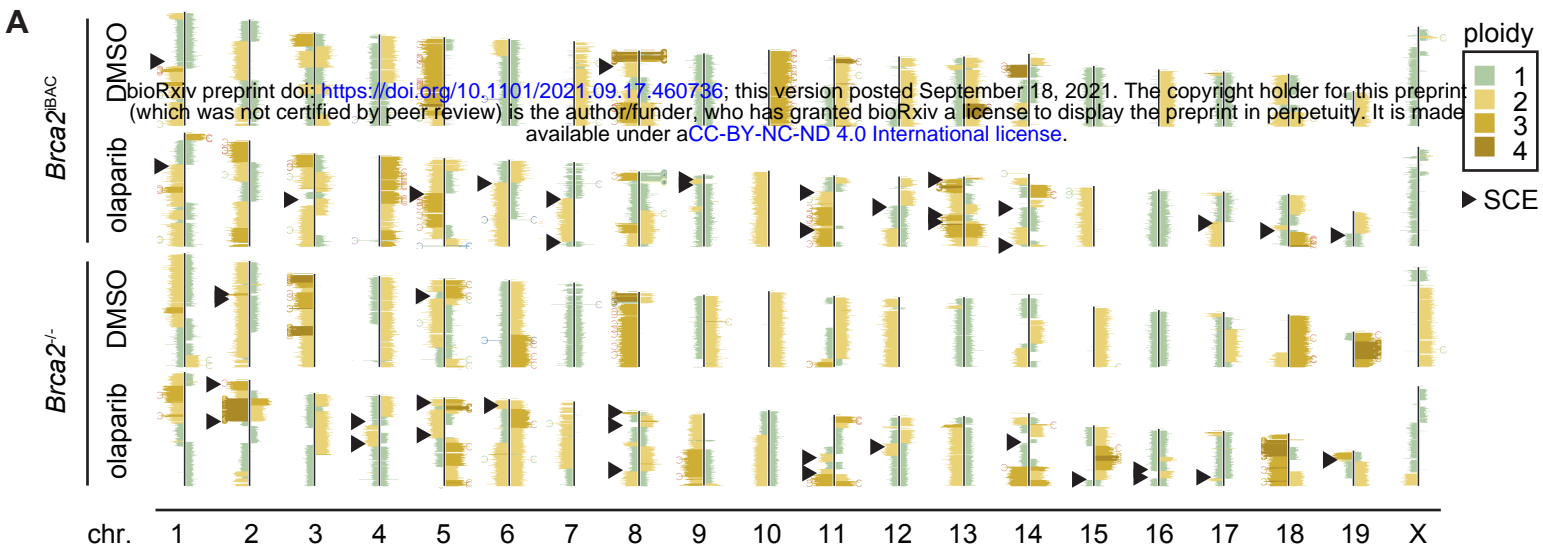 A
ploidy
1
2
3
4
SCE
Brca2iBAC
DMSO
olaparib
bioRxiv preprint doi: https://doi.org/10.1101/2021.09.17.460736; this version posted September 18, 2021. The copyright holder for this preprint
(which was not certified by peer review) is the author/funder, who has granted bioRxiv a license to display the preprint in perpetuity. It is made
available under aCC-BY-NC-ND 4.0 International license.
Brca2-/-
DMSO
olaparib
chr. 1 2 3 4 5 6 7 8 9 10 11 12 13 14 15 16 17 18 19 X